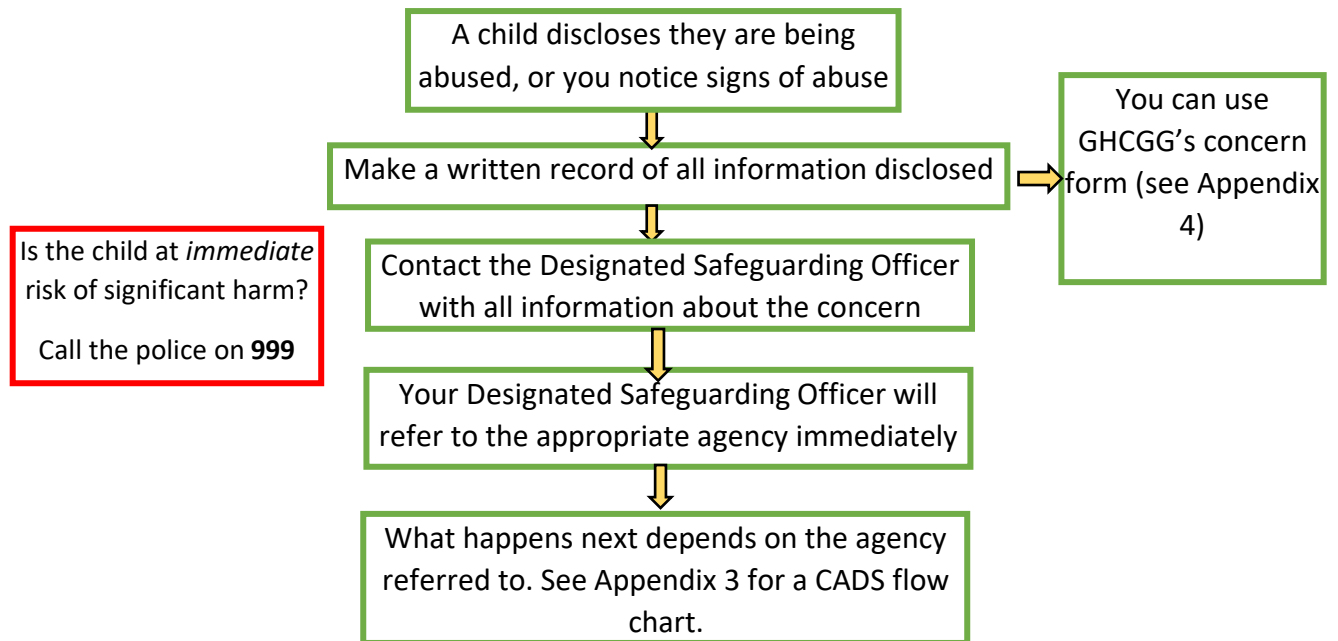 A child discloses they are being
abused, or you notice signs of abuse
You can use
GHCGG’s concern
form (see Appendix
4)
Make a written record of all information disclosed
Is the child at immediate
risk of significant harm?
Call the police on 999
Contact the Designated Safeguarding Officer
with all information about the concern
Your Designated Safeguarding Officer will
refer to the appropriate agency immediately
What happens next depends on the agency
referred to. See Appendix 3 for a CADS flow
chart.